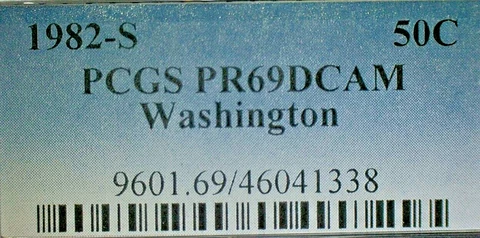 1982-S 50C
PCGS PR69DCAM
Washington
9601.69/46041338